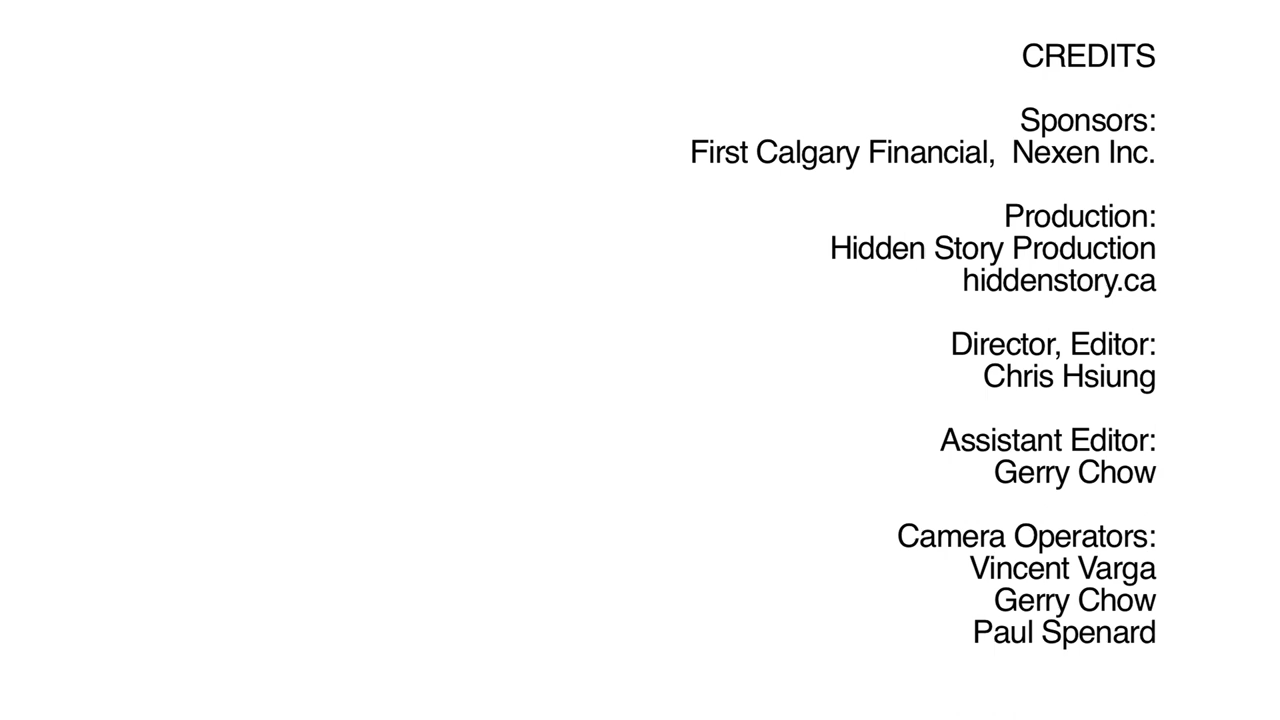 CREDITS
Sponsors:
First Calgary Financial,  Nexen Inc.
Production:
Hidden Story Production
hiddenstory.ca
Director, Editor:
Chris Hsiung
Assistant Editor:
Gerry Chow
Camera Operators:
Vincent Varga
Gerry Chow
Paul Spenard